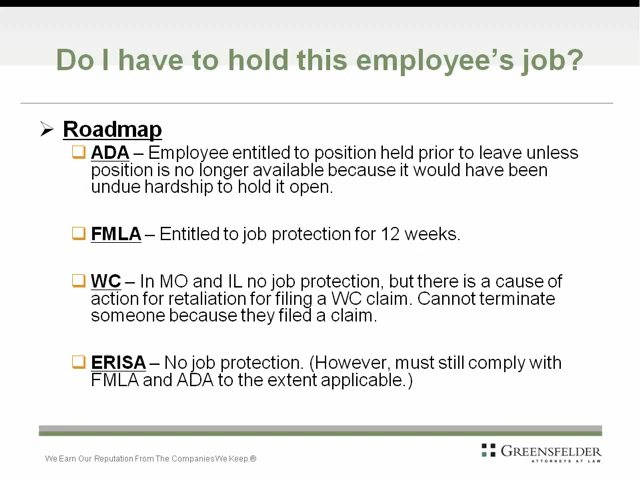 Do I have to hold this employee's job?
Roadmap
ADA – Employee entitled to position held prior to leave unless
position is no longer available because it would have been
undue hardship to hold it open.
FMLA – Entitled to job protection for 12 weeks.
WC – In MO and IL no job protection, but there is a cause of
action for retaliation for filing a WC claim. Cannot terminate
someone because they filed a claim.
ERISA – No job protection. (However, must still comply with
FMLA and ADA to the extent applicable.)
We Earn Our Reputation From The Companies We Keep.®
GREENSFELDER
ATTORNEYS AT LAW